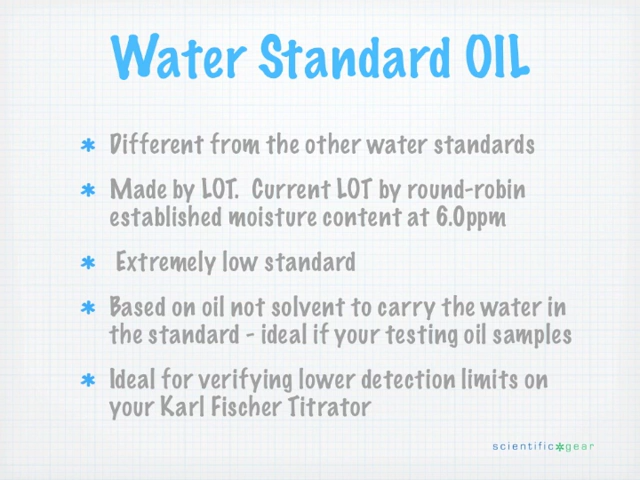 Water Standard OIL
* Different from the other water standards
* Made by LOT.  Current LOT by round-robin
established moisture content at 6.0ppm
* Extremely low standard
* Based on oil not solvent to carry the water in
the standard - ideal if your testing oil samples
* Ideal for verifying lower detection limits on
your Karl Fischer Titrator
scientific*gear